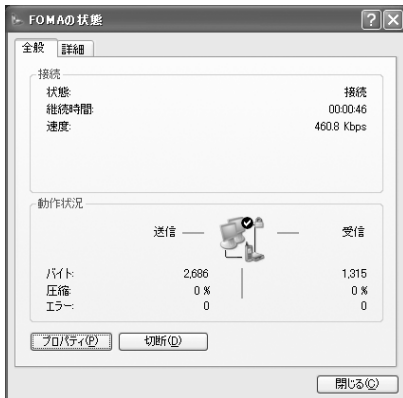 FOMAの状態
全般 詳細
接続
状態: 接続
継続時間: 00:00:46
速度: 460.8 Kbps
動作状況
送信 — — 受信
バイト: 2,686 1,315
圧縮: 0 % 0 %
エラー: 0 0
プロパティ(P) 切断(D)
閉じる(C)